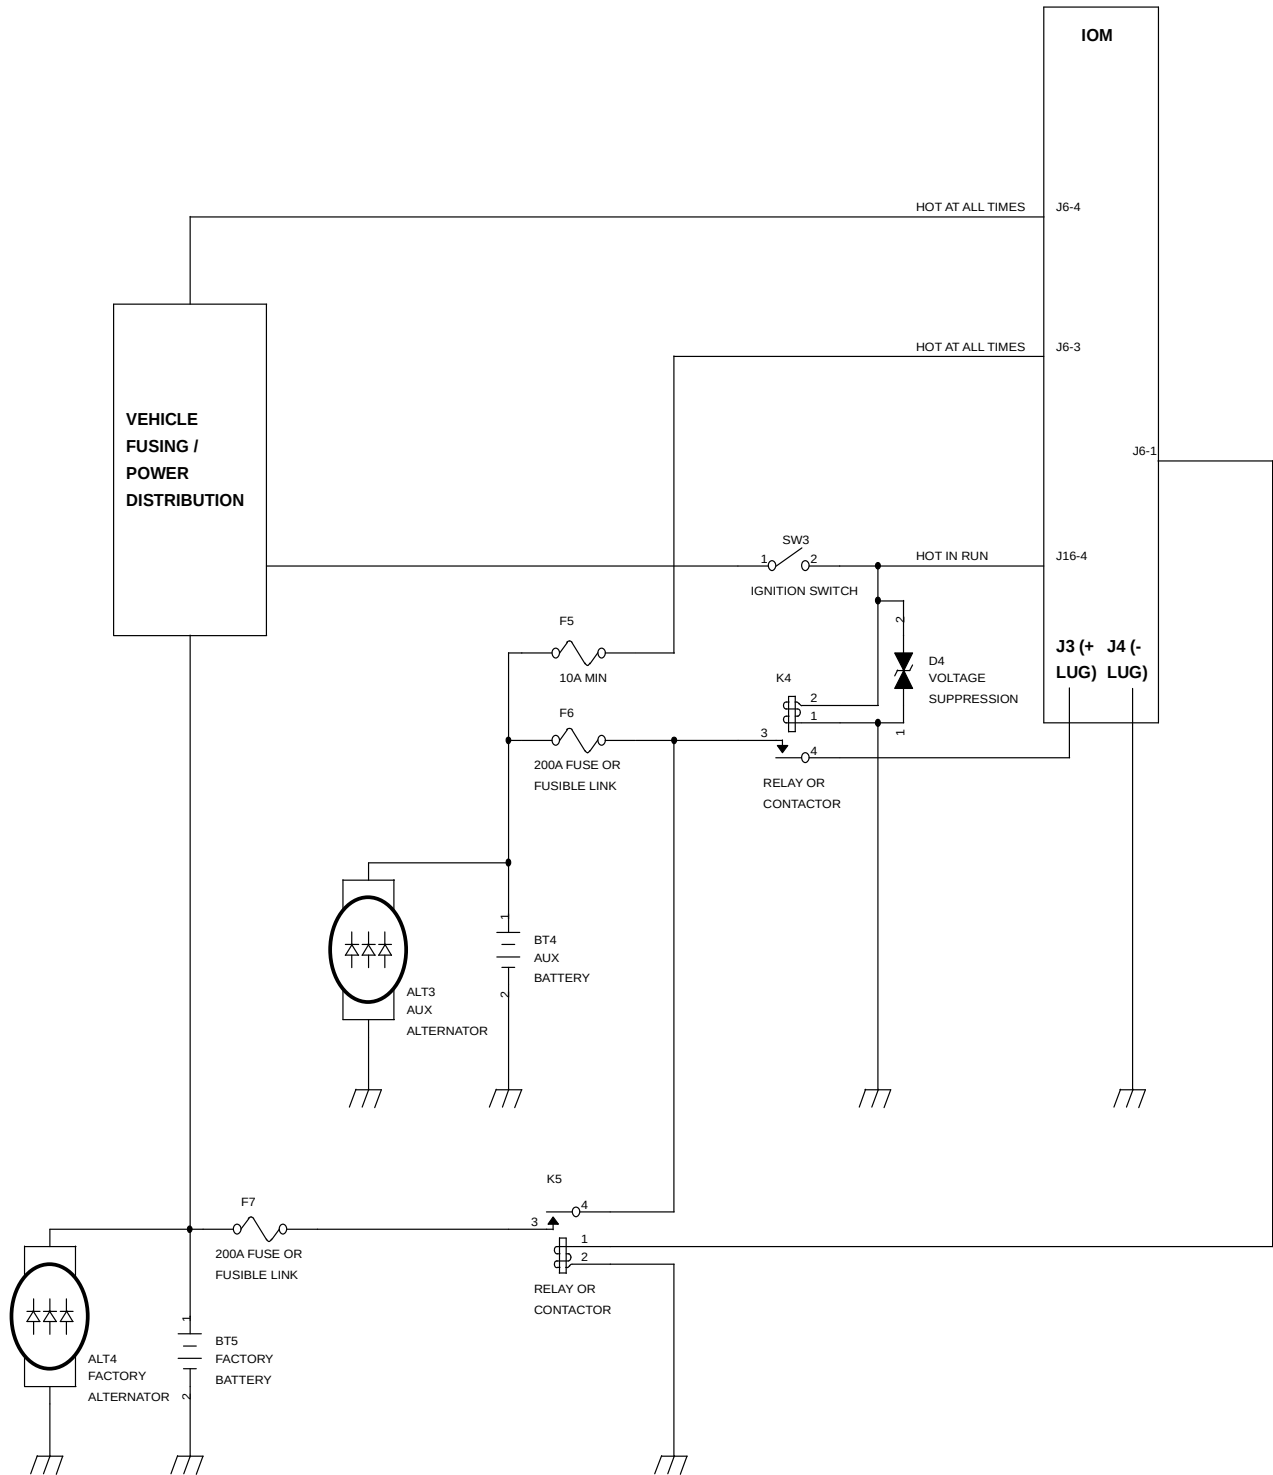 IOM
HOT AT ALL TIMES
J6-4
HOT AT ALL TIMES
J6-3
VEHICLE
FUSING /
POWER
DISTRIBUTION
J6-1
SW3
1
2
HOT IN RUN
J16-4
IGNITION SWITCH
F5
2
J3 (+
LUG)
J4 (-
LUG)
10A MIN
D4
VOLTAGE
SUPPRESSION
K4
2
1
1
F6
3
4
200A FUSE OR
FUSIBLE LINK
RELAY OR
CONTACTOR
1
BT4
AUX
BATTERY
2
ALT3
AUX
ALTERNATOR
K5
F7
4
3
1
2
200A FUSE OR
FUSIBLE LINK
RELAY OR
CONTACTOR
1
BT5
FACTORY
BATTERY
2
ALT4
FACTORY
ALTERNATOR